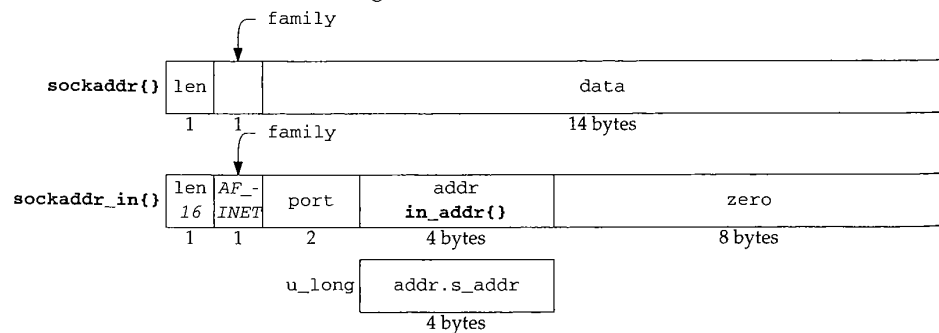 family
sockaddr{} len data
1 1 14 bytes
family
sockaddr_in{} len 16 AF_-INET port addr in_addr{} zero
1 1 2 4 bytes 8 bytes
u_long addr.s_addr
4 bytes